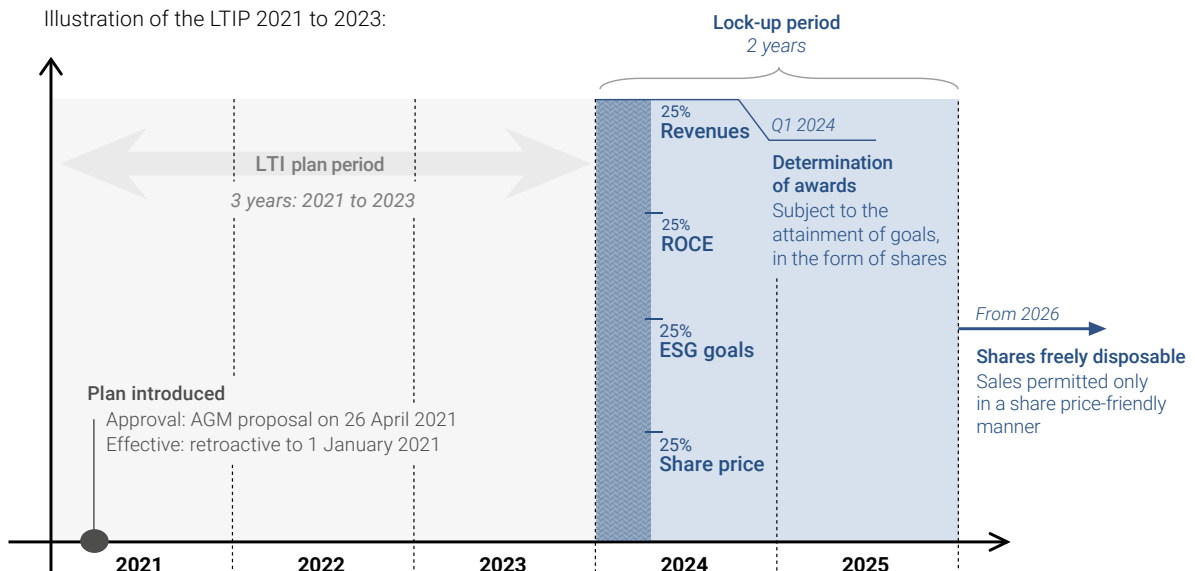 Illustration of the LTIP 2021 to 2023:
Lock-up period
2 years
25%
Revenues
Q1 2024
LTI plan period
3 years: 2021 to 2023
Determination
of awards
Subject to the
attainment of goals,
in the form of shares
25%
ROCE
25%
ESG goals
From 2026
Shares freely disposable
Sales permitted only
in a share price-friendly
manner
Plan introduced
Approval: AGM proposal on 26 April 2021
Effective: retroactive to 1 January 2021
25%
Share price
2021
2022
2023
2024
2025